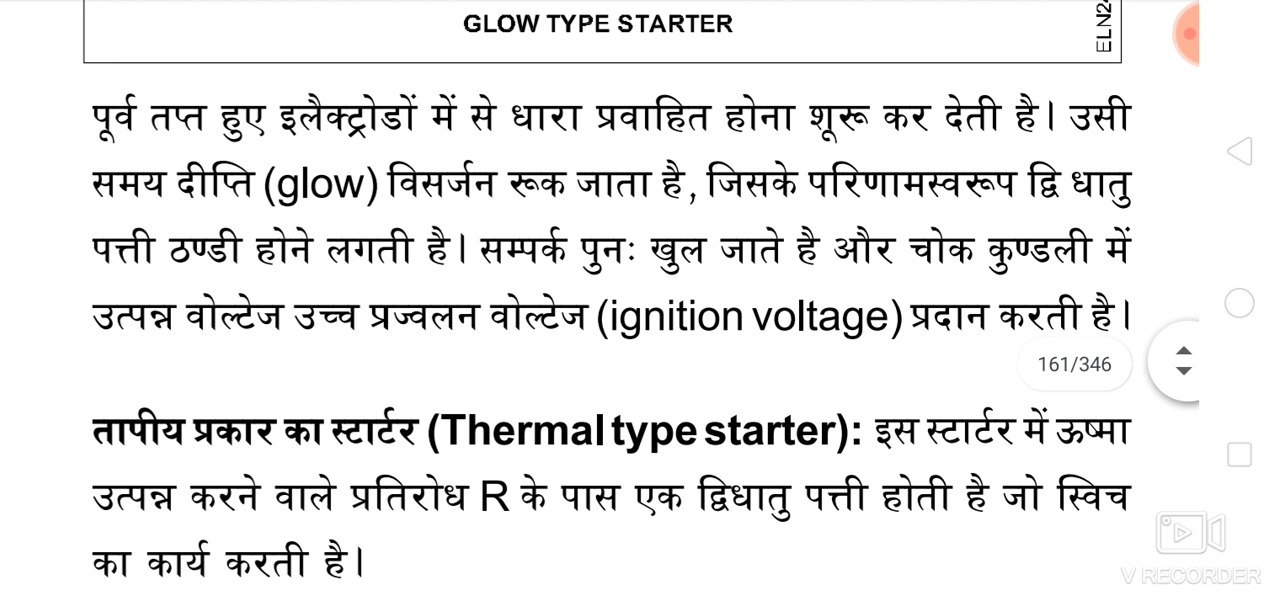 GLOW TYPE STARTER
पूर्व तप्त हुए इलैक्ट्रोडों में से धारा प्रवाहित होना शूरू कर देती है। उसी
समय दीप्ति (glow) विसर्जन रूक जाता है, जिसके परिणामस्वरूप द्वि धातु
पत्ती ठण्डी होने लगती है। सम्पर्क पुनः खुल जाते है और चोक कुण्डली में
उत्पन्न वोल्टेज उच्च प्रज्वलन वोल्टेज (ignition voltage) प्रदान करती है।
161/346
तापीय प्रकार का स्टार्टर (Thermal type starter): इस स्टार्टर में ऊष्मा
उत्पन्न करने वाले प्रतिरोध R के पास एक द्विधातु पत्ती होती है जो स्विच
का कार्य करती है।
V RECORDER